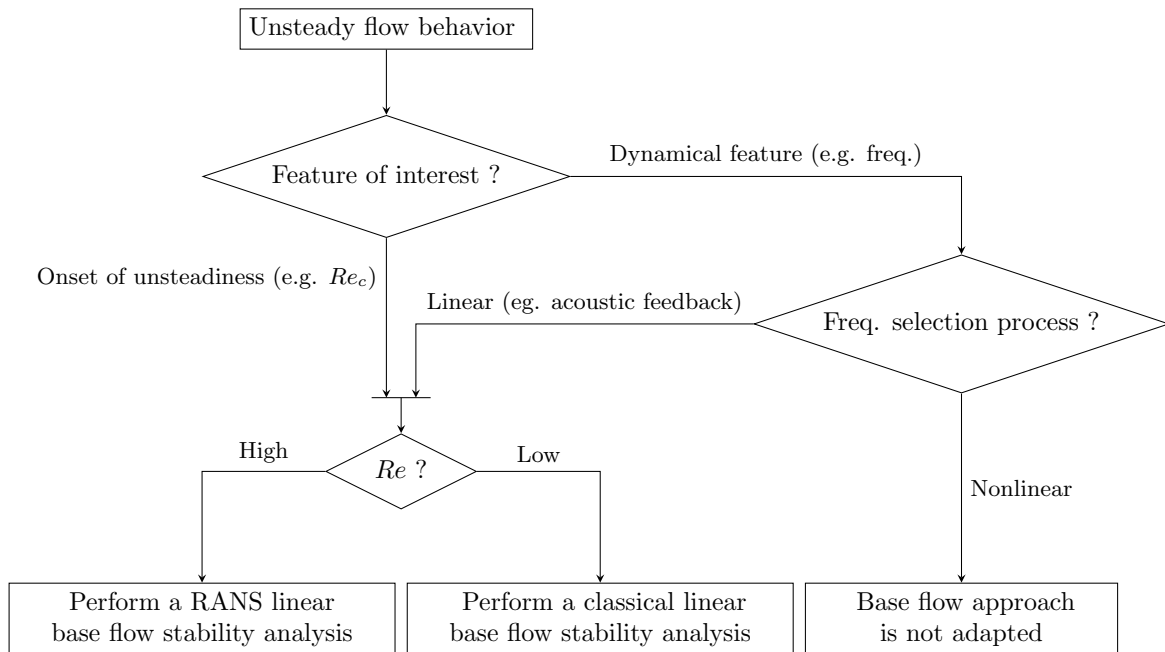 Unsteady flow behavior
Dynamical feature (e.g. freq.)
Feature of interest ?
Onset of unsteadiness (e.g. Re_c)
Linear (eg. acoustic feedback)
Freq. selection process ?
High
Low
Re ?
Nonlinear
Perform a RANS linear
base flow stability analysis
Perform a classical linear
base flow stability analysis
Base flow approach
is not adapted